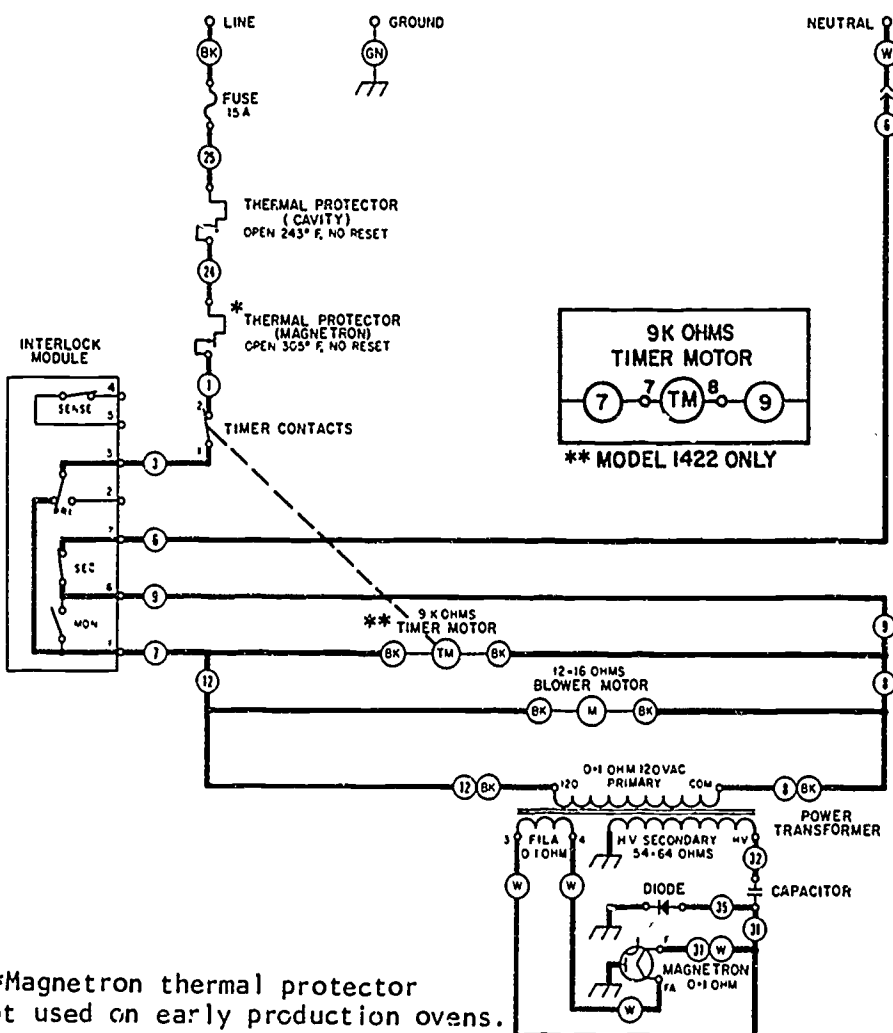 LINE
GROUND
NEUTRAL
BK
GN
W
FUSE
15A
6
25
THERMAL PROTECTOR
(CAVITY)
OPEN 243° F, NO RESET
24
*
THERMAL PROTECTOR
(MAGNETRON)
OPEN 305° F, NO RESET
INTERLOCK
MODULE
9K OHMS
TIMER MOTOR
7 7 TM 8 9
** MODEL 1422 ONLY
1
4
SENSE
5
2
TIMER CONTACTS
1
3 3
2
PRI
7 6
SEC
6 9
MON
9 K OHMS
** TIMER MOTOR
9
1 7
BK TM BK
12
12-16 OHMS
BLOWER MOTOR
8
BK M BK
0-1 OHM 120VAC
PRIMARY
12 BK 120 COM 8 BK
POWER
TRANSFORMER
3 FILA 4
0-1 OHM
HV SECONDARY HV
54-64 OHMS
32
W W
DIODE
CAPACITOR
35
31
F 31 W
MAGNETRON
0-1 OHM
FA
W
*Magnetron thermal protector
ot used on early production ovens.